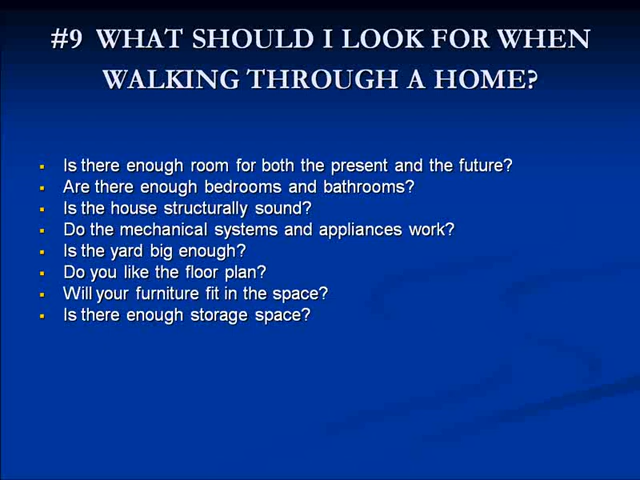 #9 WHAT SHOULD I LOOK FOR WHEN
WALKING THROUGH A HOME?
Is there enough room for both the present and the future?
Are there enough bedrooms and bathrooms?
Is the house structurally sound?
Do the mechanical systems and appliances work?
Is the yard big enough?
Do you like the floor plan?
Will your furniture fit in the space?
Is there enough storage space?